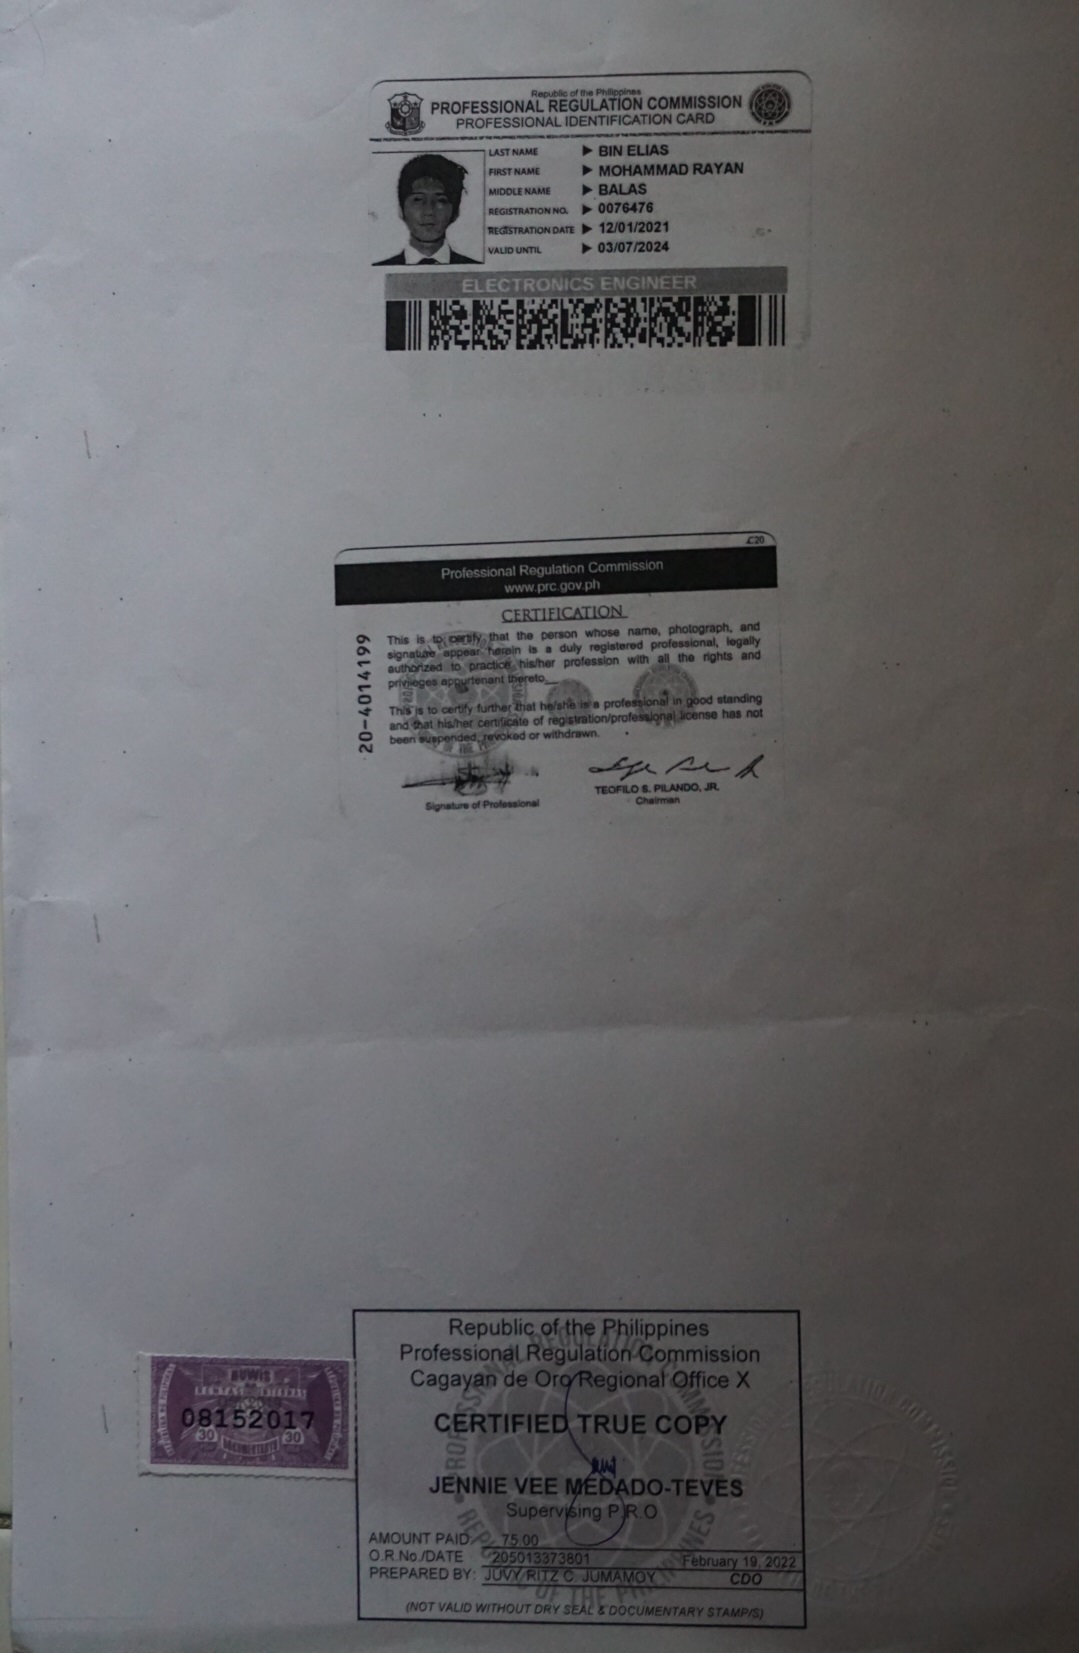 Republic of the Philippines
PROFESSIONAL REGULATION COMMISSION
PROFESSIONAL IDENTIFICATION CARD
LAST NAME ▶ BIN ELIAS
FIRST NAME ▶ MOHAMMAD RAYAN
MIDDLE NAME ▶ BALAS
REGISTRATION NO. ▶ 0076476
REGISTRATION DATE ▶ 12/01/2021
VALID UNTIL ▶ 03/07/2024
ELECTRONICS ENGINEER
Professional Regulation Commission
www.prc.gov.ph
CERTIFICATION
20-4014199
This is to certify that the person whose name, photograph, and
signature appear herein is a duly registered professional, legally
authorized to practice his/her profession with all the rights and
privileges appurtenant thereto.
This is to certify further that he/she is a professional in good standing
and that his/her certificate of registration/professional license has not
been suspended, revoked or withdrawn.
Signature of Professional
TEOFILO S. PILANDO, JR.
Chairman
08152017
30 30
Republic of the Philippines
Professional Regulation Commission
Cagayan de Oro Regional Office X
CERTIFIED TRUE COPY
JENNIE VEE MEDADO-TEVES
Supervising P.R.O
AMOUNT PAID: 75.00
O.R.No./DATE 205013373801 February 19, 2022
PREPARED BY: JUVY RITZ C. JUMAMOY CDO
(NOT VALID WITHOUT DRY SEAL & DOCUMENTARY STAMP/S)